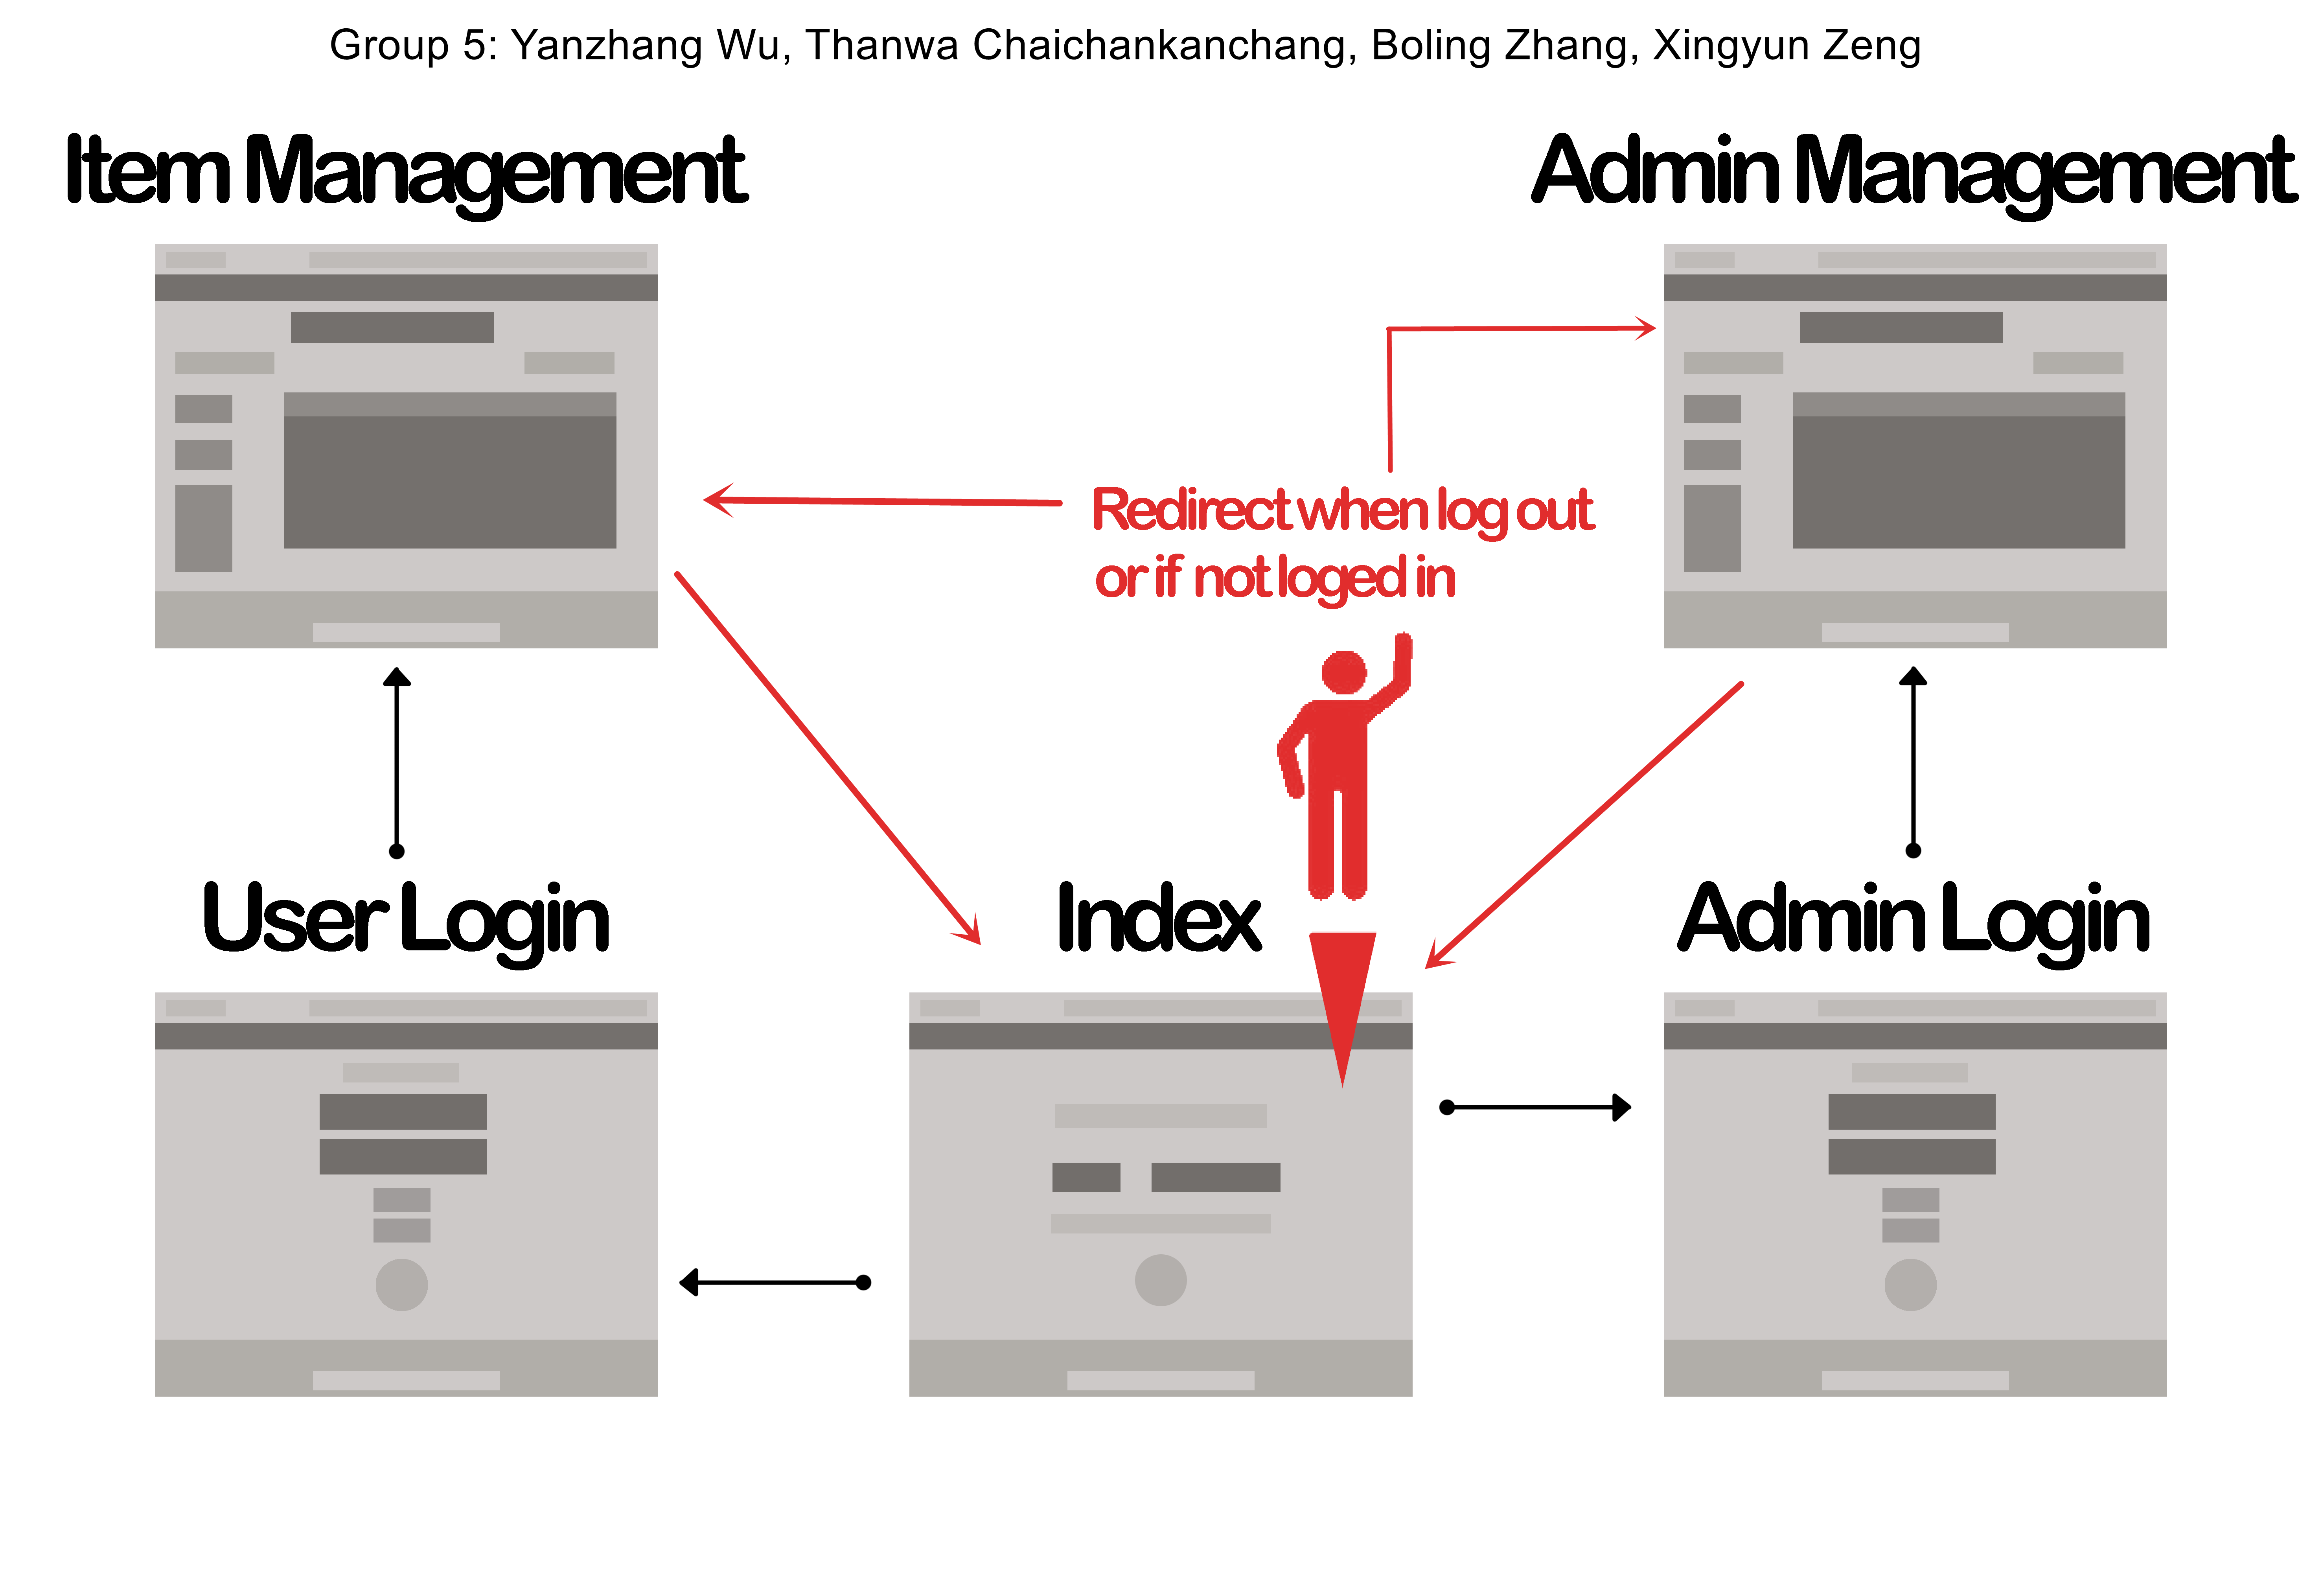 Group 5: Yanzhang Wu, Thanwa Chaichankanchang, Boling Zhang, Xingyun Zeng
Item Management
Admin Management
Redirect when log out
or if not loged in
User Login
Index
Admin Login